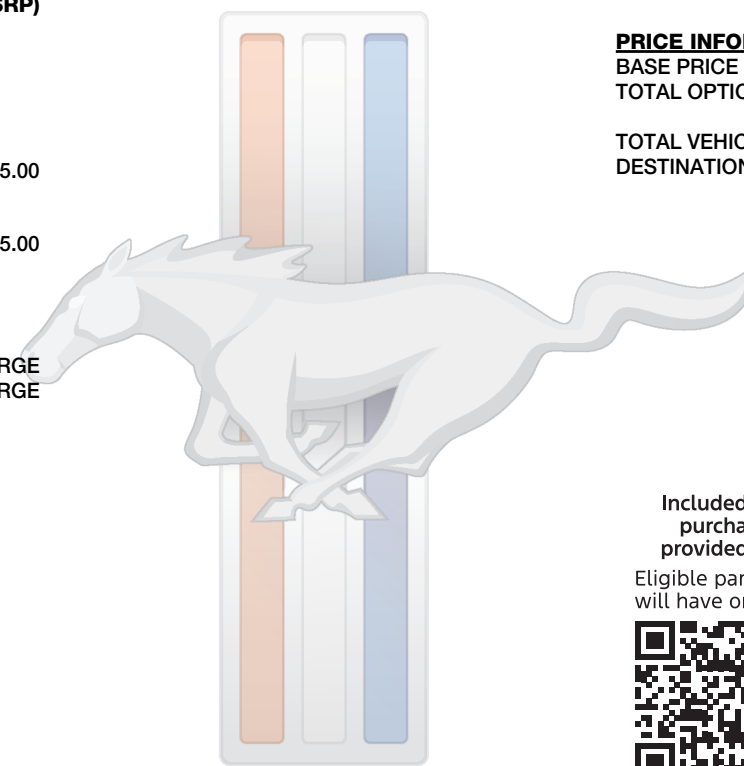 SRP)
5.00
5.00
RGE
RGE
PRICE INFO
BASE PRICE
TOTAL OPTIO
TOTAL VEHIC
DESTINATION
Included
purcha
provided
Eligible par
will have o